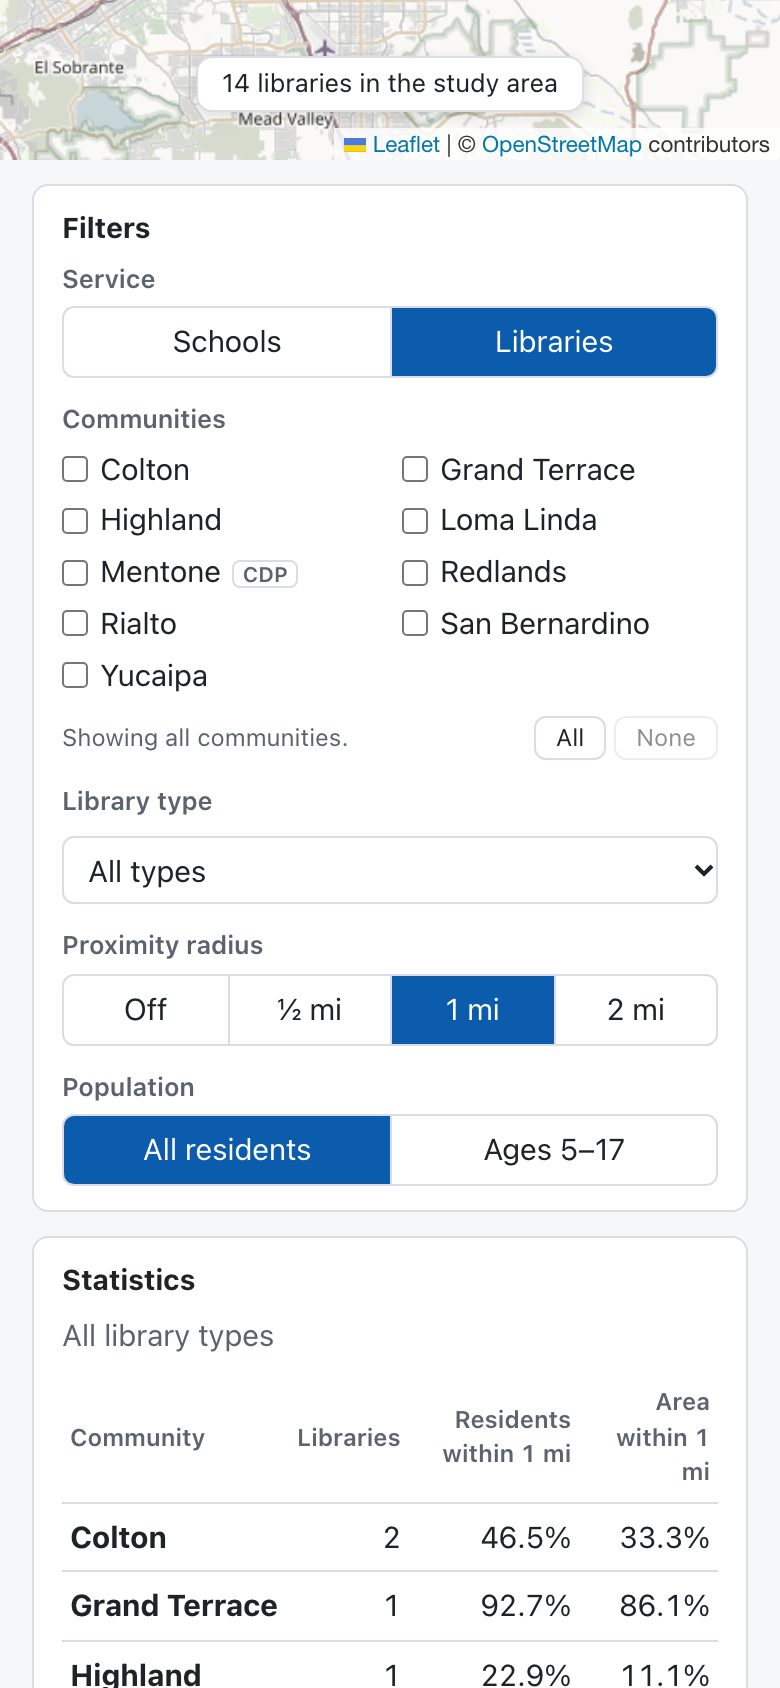 El Sobrante
14 libraries in the study area
Mead Valley
Leaflet | © OpenStreetMap contributors
Filters
Service
Schools Libraries
Communities
Colton Grand Terrace
Highland Loma Linda
Mentone CDP Redlands
Rialto San Bernardino
Yucaipa
Showing all communities. All None
Library type
All types
Proximity radius
Off ½ mi 1 mi 2 mi
Population
All residents Ages 5–17
Statistics
All library types
Community Libraries Residents within 1 mi Area within 1 mi
Colton 2 46.5% 33.3%
Grand Terrace 1 92.7% 86.1%
Highland 1 22.9% 11.1%